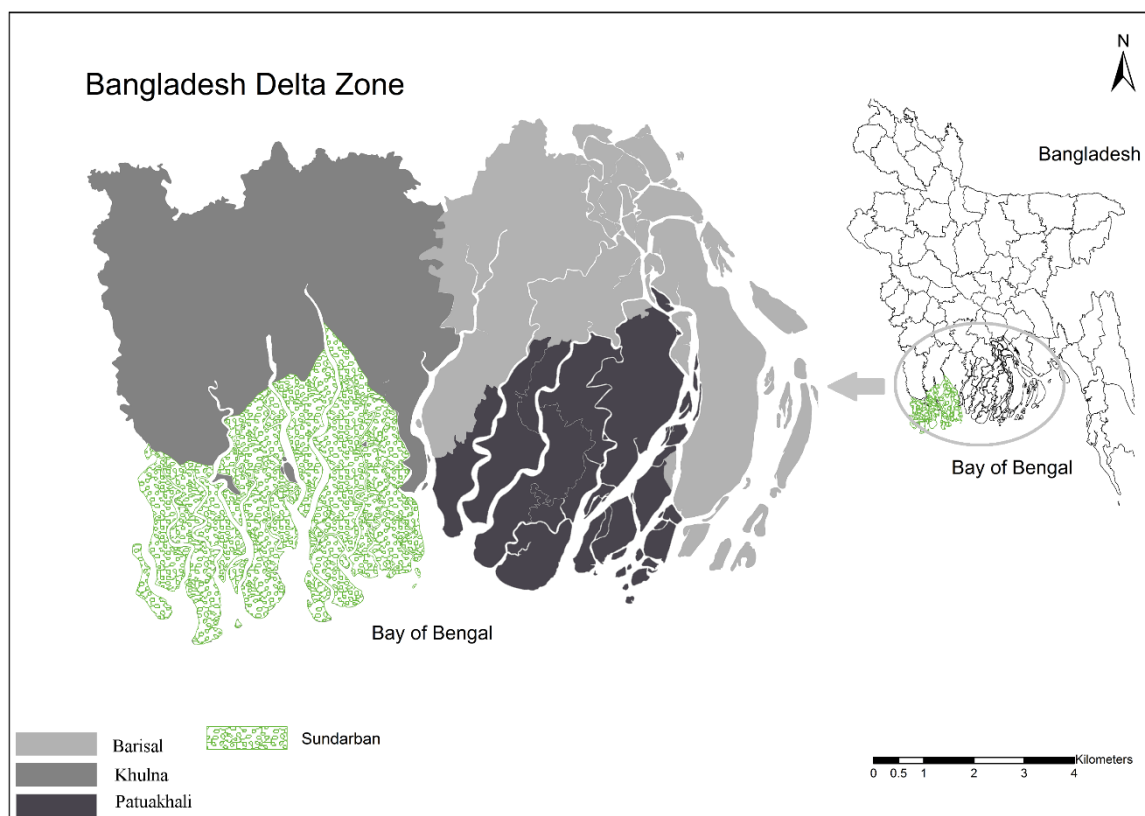 N
Bangladesh Delta Zone
Bangladesh
Bay of Bengal
Bay of Bengal
Barisal
Sundarban
Khulna
Patuakhali
Kilometers
0 0.5 1 2 3 4